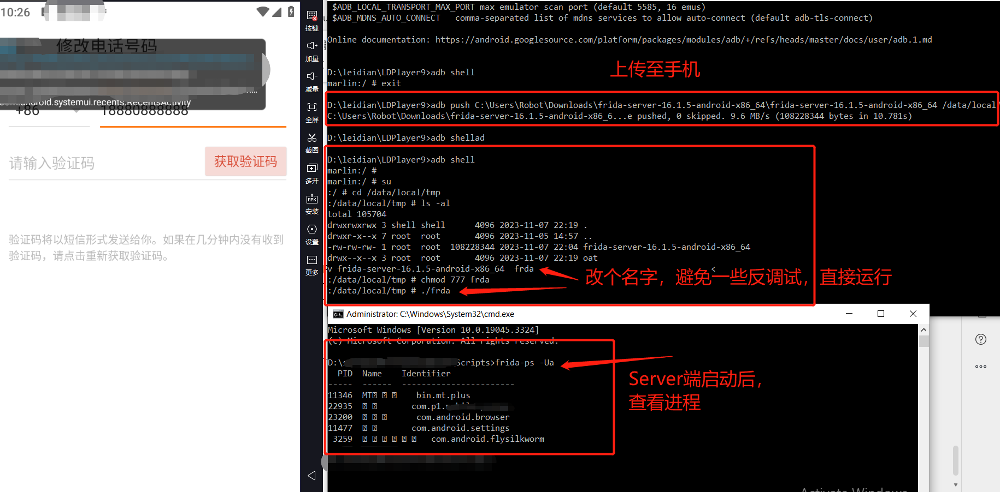 10:26
修改电话号码
com.android.systemui.recents.RecentsActivity
+86
18880888888
请输入验证码
获取验证码
验证码将以短信形式发送给你。如果在几分钟内没有收到
验证码，请点击重新获取验证码。
按键
加量
减量
全屏
截图
多开
APK
安装
设置
更多
$ADB_LOCAL_TRANSPORT_MAX_PORT max emulator scan port (default 5585, 16 emus)
$ADB_MDNS_AUTO_CONNECT   comma-separated list of mdns services to allow auto-connect (default adb-tls-connect)
Online documentation: https://android.googlesource.com/platform/packages/modules/adb/+/refs/heads/master/docs/user/adb.1.md
D:\leidian\LDPlayer9>adb shell
marlin:/ # exit
上传至手机
D:\leidian\LDPlayer9>adb push C:\Users\Robot\Downloads\frida-server-16.1.5-android-x86_64\frida-server-16.1.5-android-x86_64 /data/local/
C:\Users\Robot\Downloads\frida-server-16.1.5-android-x86_6...e pushed, 0 skipped. 9.6 MB/s (108228344 bytes in 10.781s)
D:\leidian\LDPlayer9>adb shellad
D:\leidian\LDPlayer9>adb shell
marlin:/ #
marlin:/ # su
:/ # cd /data/local/tmp
:/data/local/tmp # ls -al
total 105704
drwxrwxrwx 3 shell shell      4096 2023-11-07 22:19 .
drwxr-x--x 7 root  root       4096 2023-11-05 14:57 ..
-rw-rw-rw- 1 root  root  108228344 2023-11-07 22:04 frida-server-16.1.5-android-x86_64
drwx--x--x 3 root  root       4096 2023-11-07 22:19 oat
v frida-server-16.1.5-android-x86_64  frda                                    <
:/data/local/tmp # chmod 777 frda
:/data/local/tmp # ./frda
改个名字，避免一些反调试，直接运行
Administrator: C:\Windows\System32\cmd.exe
Microsoft Windows [Version 10.0.19045.3324]
(c) Microsoft Corporation. All rights reserved.
D:\s Scripts>frida-ps -Ua
PID  Name    Identifier
-----  ------  -----------------------
11346  MT bin.mt.plus
22935 com.p1.
23200 com.android.browser
11477 com.android.settings
3259 com.android.flysilkworm
Server端启动后，
查看进程
Activate Windows